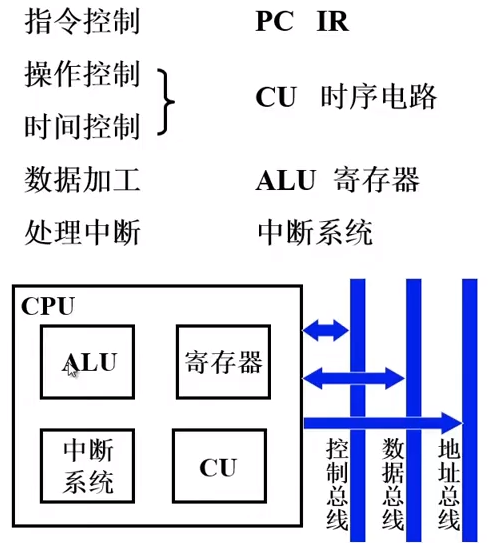 指令控制 PC IR
操作控制
时间控制
CU 时序电路
数据加工 ALU 寄存器
处理中断 中断系统
CPU
ALU
寄存器
中断
系统
CU
控制总线
数据总线
地址总线